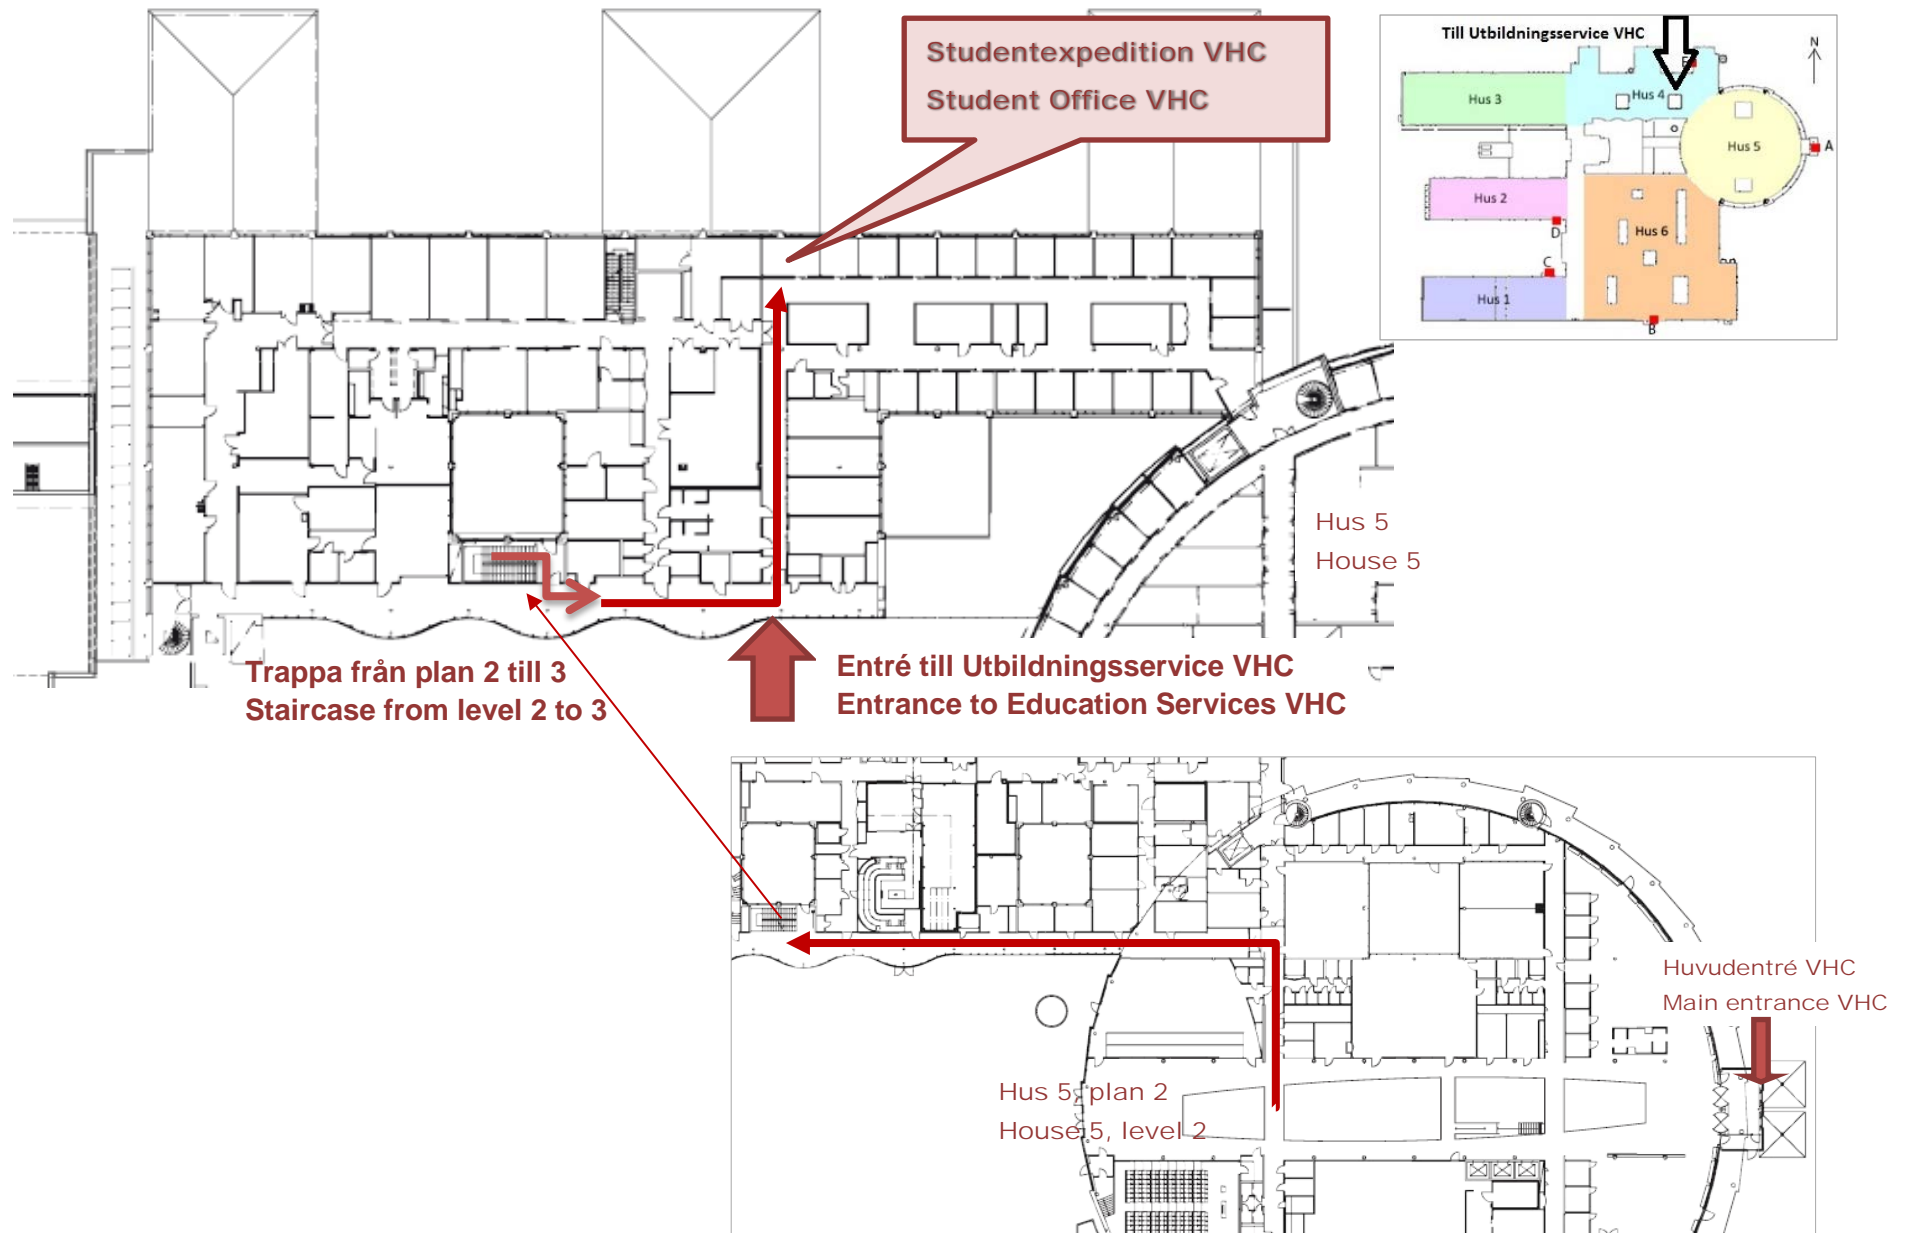 Studentexpedition VHC
Student Office VHC
Till Utbildningsservice VHC
N
E
Hus 3
Hus 4
Hus 5
A
Hus 2
D
Hus 6
C
Hus 1
B
Hus 5
House 5
Trappa från plan 2 till 3
Staircase from level 2 to 3
Entré till Utbildningsservice VHC
Entrance to Education Services VHC
Huvudentré VHC
Main entrance VHC
Hus 5, plan 2
House 5, level 2